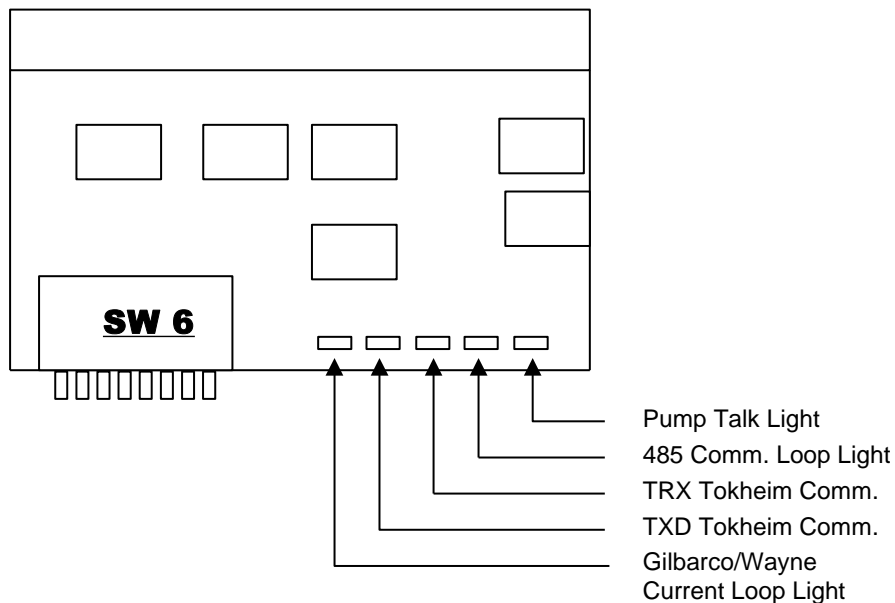 SW 6
Pump Talk Light
485 Comm. Loop Light
TRX Tokheim Comm.
TXD Tokheim Comm.
Gilbarco/Wayne
Current Loop Light